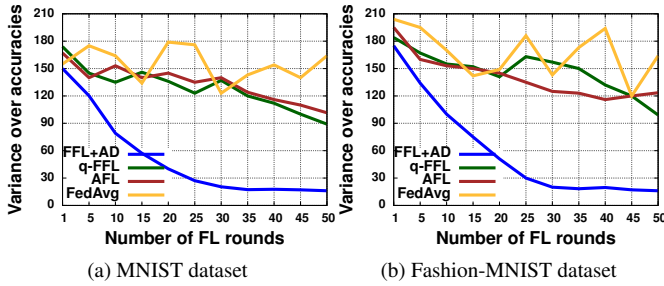 Variance over accuracies
210
180
150
120
90
60
30
0
FFL+AD
q-FFL
AFL
FedAvg
1 5 10 15 20 25 30 35 40 45 50
Number of FL rounds
(a) MNIST dataset
Variance over accuracies
210
180
150
120
90
60
30
0
FFL+AD
q-FFL
AFL
FedAvg
1 5 10 15 20 25 30 35 40 45 50
Number of FL rounds
(b) Fashion-MNIST dataset